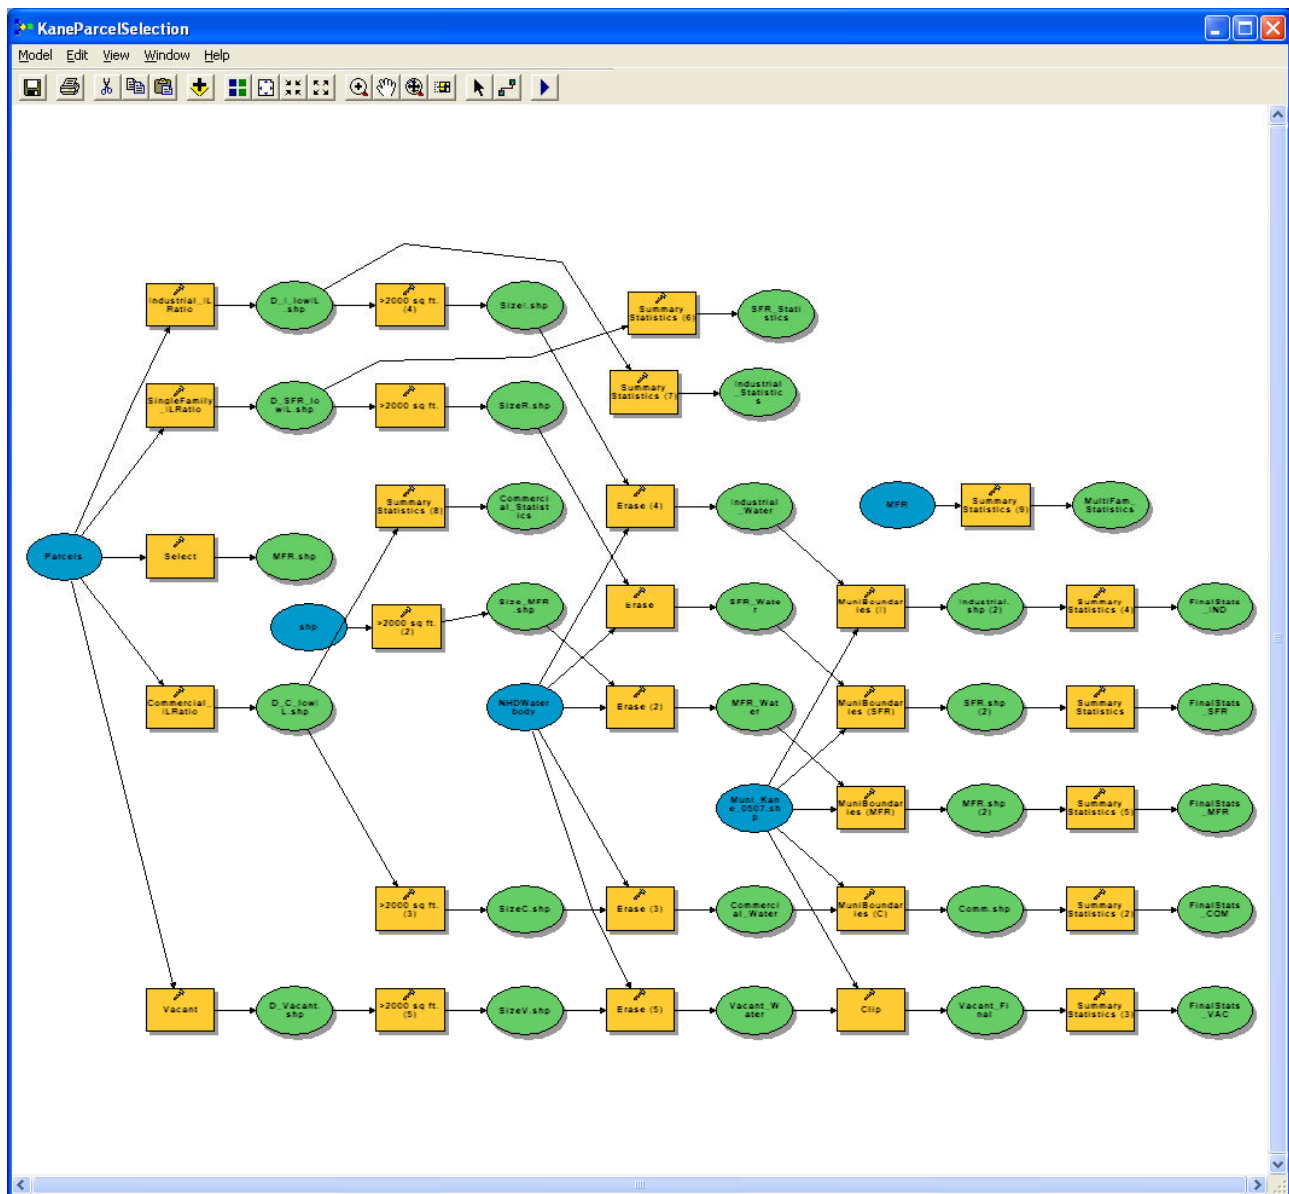 KaneParcelSelection
Model Edit View Window Help
Industrial_IL
Ratio
D_I_lowIL
.shp
>2000 sq ft.
(4)
SizeI.shp
Summary
Statistics (6)
SFR_Stati
stics
SingleFamily
_ILRatio
D_SFR_lo
wIL.shp
>2000 sq ft.
SizeR.shp
Summary
Statistics (7)
Industrial
_Statistic
s
Summary
Statistics (8)
Commerci
al_Statist
ics
Erase (4)
Industrial
_Water
MFR
Summary
Statistics (9)
MultiFam_
Statistics
Parcels
Select
MFR.shp
shp
>2000 sq ft.
(2)
Size_MFR
.shp
Erase
SFR_Wate
r
MuniBoundar
ies (I)
Industrial.
shp (2)
Summary
Statistics (4)
FinalStats
_IND
Commercial_
ILRatio
D_C_lowI
L.shp
NHDWater
body
Erase (2)
MFR_Wat
er
MuniBoundar
ies (SFR)
SFR.shp
(2)
Summary
Statistics
FinalStats
_SFR
Muni_Kan
e_0507.sh
p
MuniBoundar
ies (MFR)
MFR.shp
(2)
Summary
Statistics (5)
FinalStats
_MFR
>2000 sq ft.
(3)
SizeC.shp
Erase (3)
Commerci
al_Water
MuniBoundar
ies (C)
Comm.shp
Summary
Statistics (2)
FinalStats
_COM
Vacant
D_Vacant.
shp
>2000 sq ft.
(5)
SizeV.shp
Erase (5)
Vacant_W
ater
Clip
Vacant_Fi
nal
Summary
Statistics (3)
FinalStats
_VAC